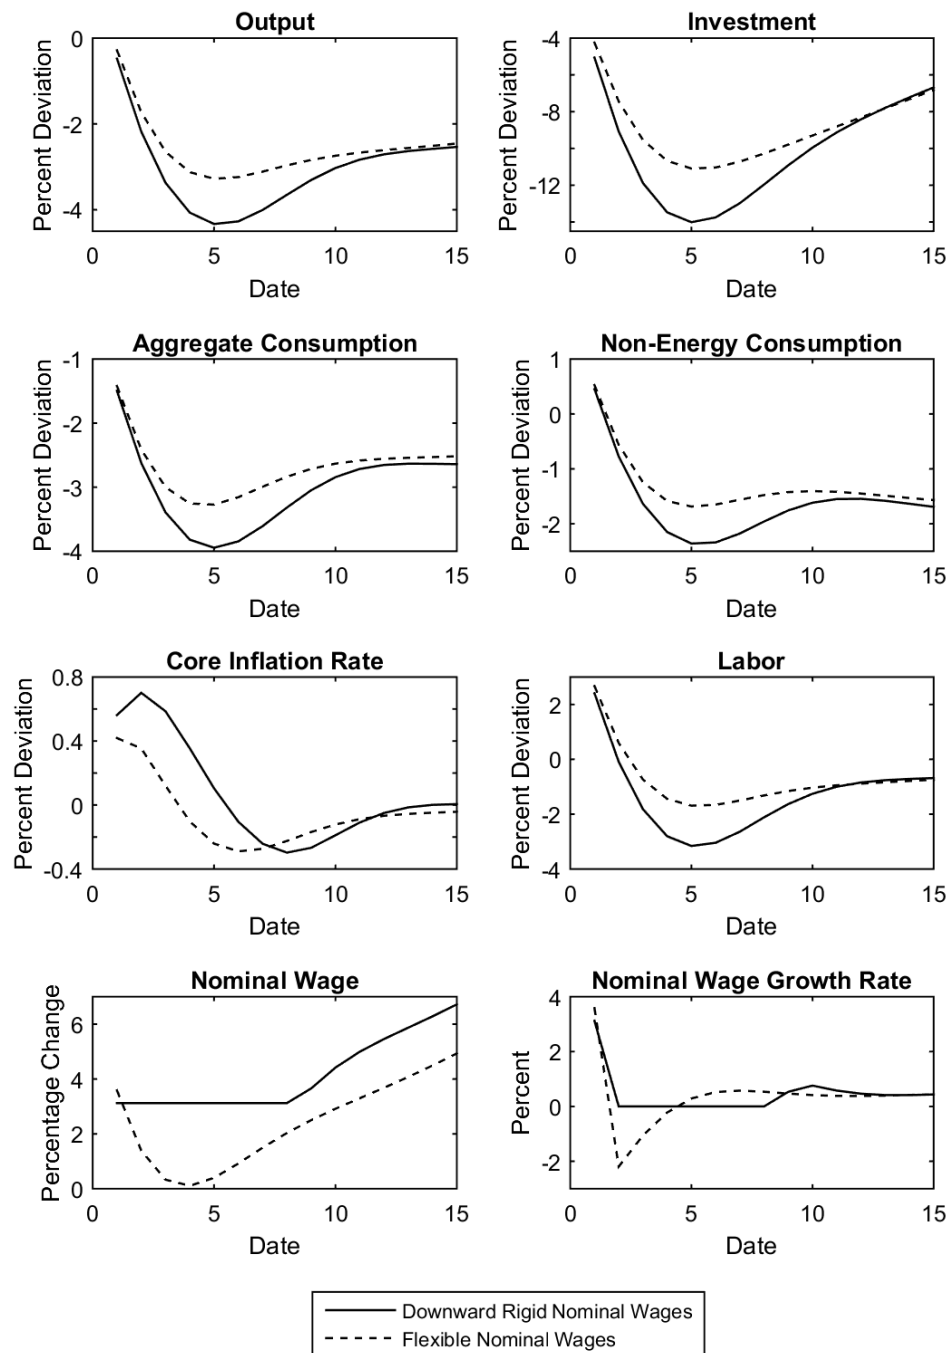 Output
Percent Deviation
0
-2
-4
0 5 10 15
Date
Investment
Percent Deviation
-4
-8
-12
0 5 10 15
Date
Aggregate Consumption
Percent Deviation
-1
-2
-3
-4
0 5 10 15
Date
Non-Energy Consumption
Percent Deviation
1
0
-1
-2
0 5 10 15
Date
Core Inflation Rate
Percent Deviation
0.8
0.4
0
-0.4
0 5 10 15
Date
Labor
Percent Deviation
2
0
-2
-4
0 5 10 15
Date
Nominal Wage
Percentage Change
6
4
2
0
0 5 10 15
Date
Nominal Wage Growth Rate
Percent
4
2
0
-2
0 5 10 15
Date
Downward Rigid Nominal Wages
Flexible Nominal Wages